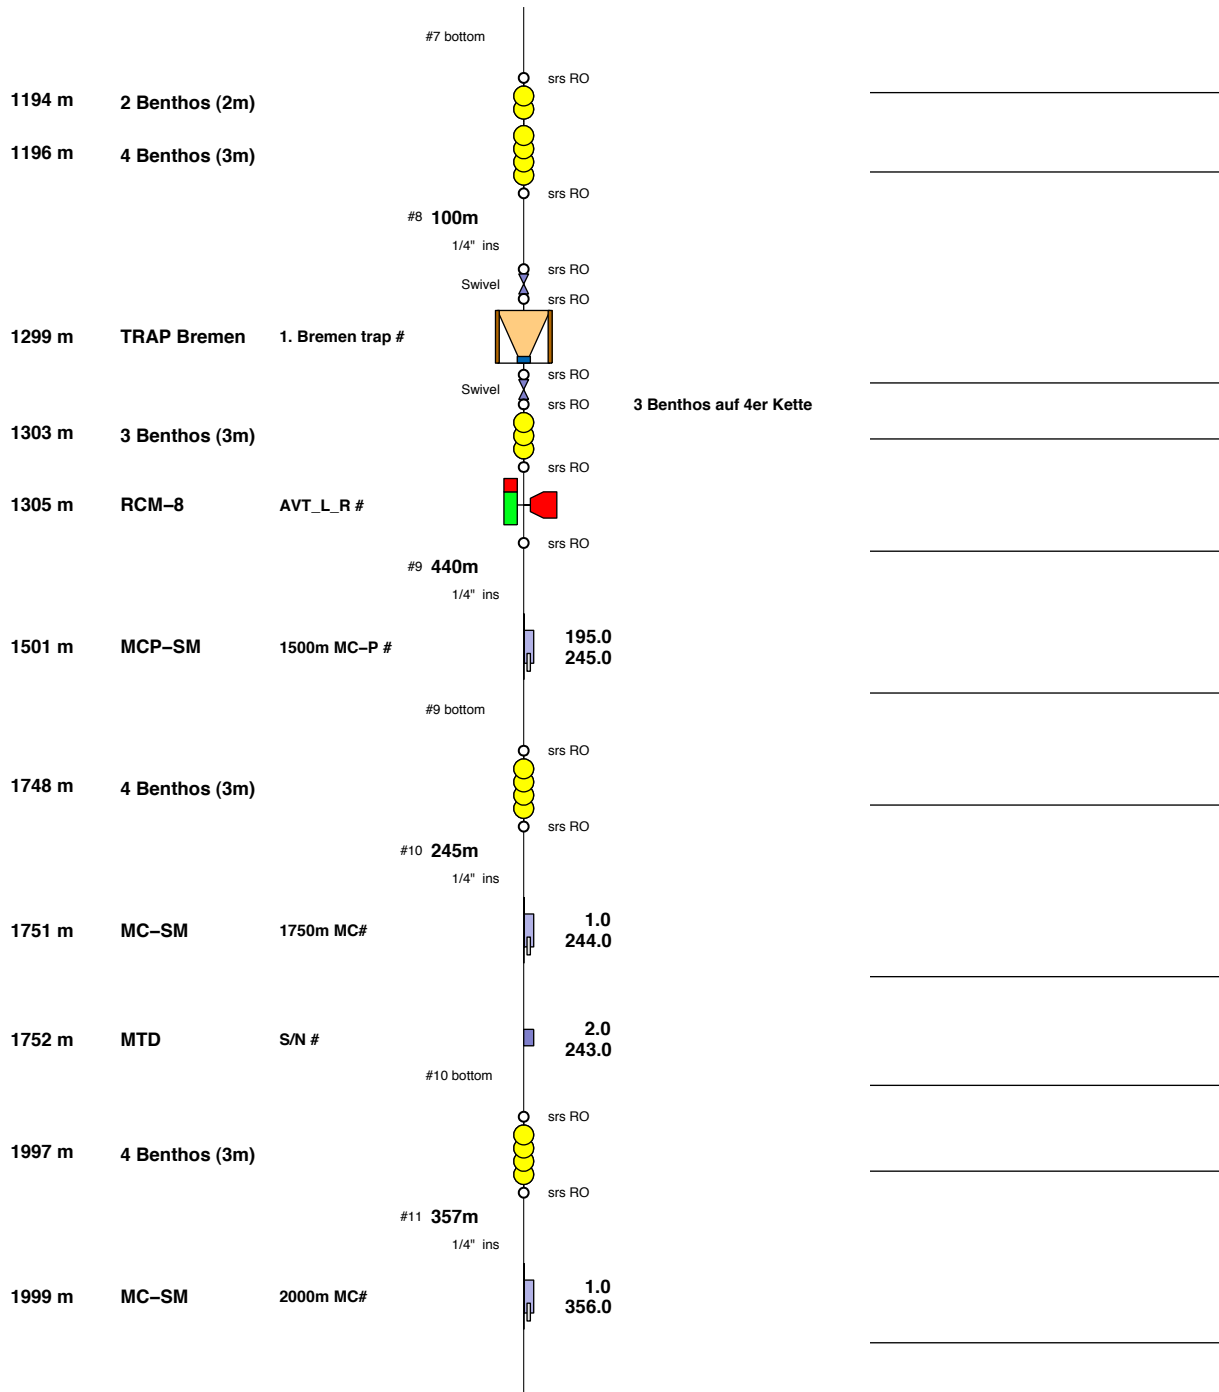 #7 bottom
srs RO
1194 m 2 Benthos (2m)
1196 m 4 Benthos (3m)
srs RO
#8 100m
1/4" ins
srs RO
Swivel
srs RO
1299 m TRAP Bremen 1. Bremen trap #
srs RO
Swivel
srs RO 3 Benthos auf 4er Kette
1303 m 3 Benthos (3m)
srs RO
1305 m RCM−8 AVT_L_R #
srs RO
#9 440m
1/4" ins
195.0
1501 m MCP−SM 1500m MC−P #
245.0
#9 bottom
srs RO
1748 m 4 Benthos (3m)
srs RO
#10 245m
1/4" ins
1.0
1751 m MC−SM 1750m MC#
244.0
2.0
1752 m MTD S/N #
243.0
#10 bottom
srs RO
1997 m 4 Benthos (3m)
srs RO
#11 357m
1/4" ins
1.0
1999 m MC−SM 2000m MC#
356.0